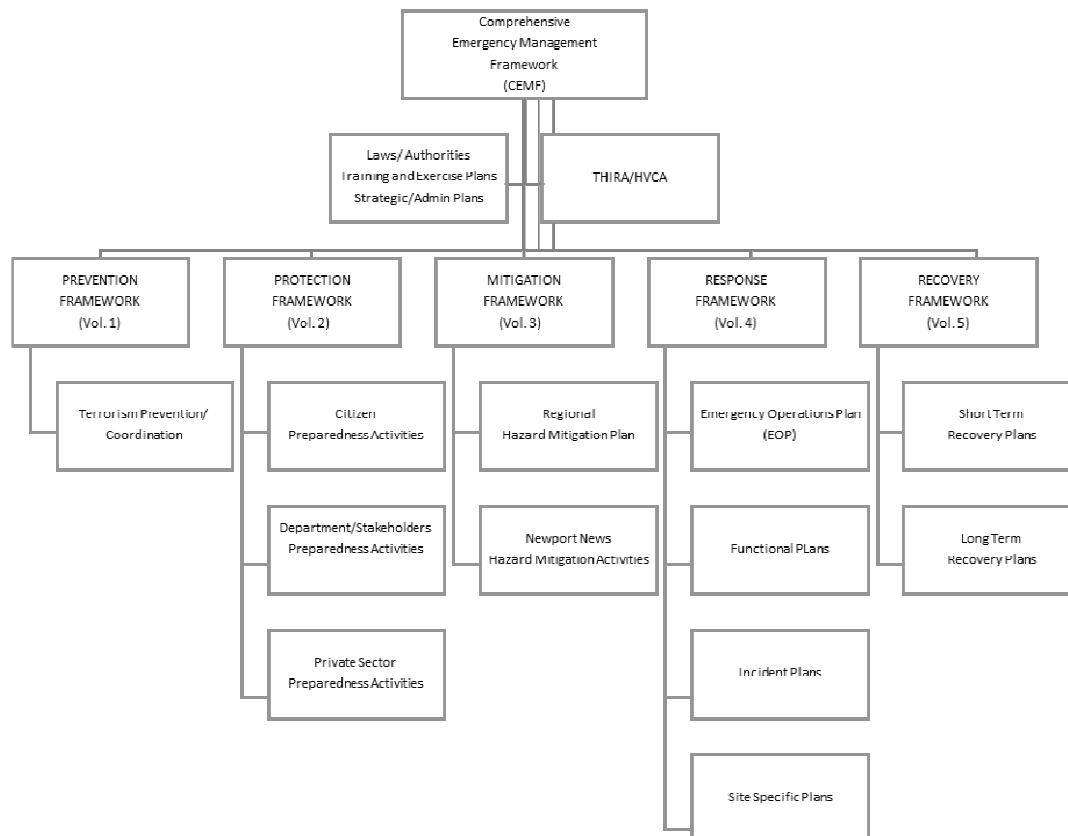 Comprehensive
Emergency Management
Framework
(CEMF)
Laws/ Authorities
Training and Exercise Plans
Strategic/Admin Plans
THIRA/HVCA
PREVENTION
FRAMEWORK
(Vol. 1)
PROTECTION
FRAMEWORK
(Vol. 2)
MITIGATION
FRAMEWORK
(Vol. 3)
RESPONSE
FRAMEWORK
(Vol. 4)
RECOVERY
FRAMEWORK
(Vol. 5)
Terrorism Prevention/
Coordination
Citizen
Preparedness Activities
Regional
Hazard Mitigation Plan
Emergency Operations Plan
(EOP)
Short Term
Recovery Plans
Department/Stakeholders
Preparedness Activities
Newport News
Hazard Mitigation Activities
Functional PLans
Long Term
Recovery Plans
Private Sector
Preparedness Activities
Incident Plans
Site Specific Plans